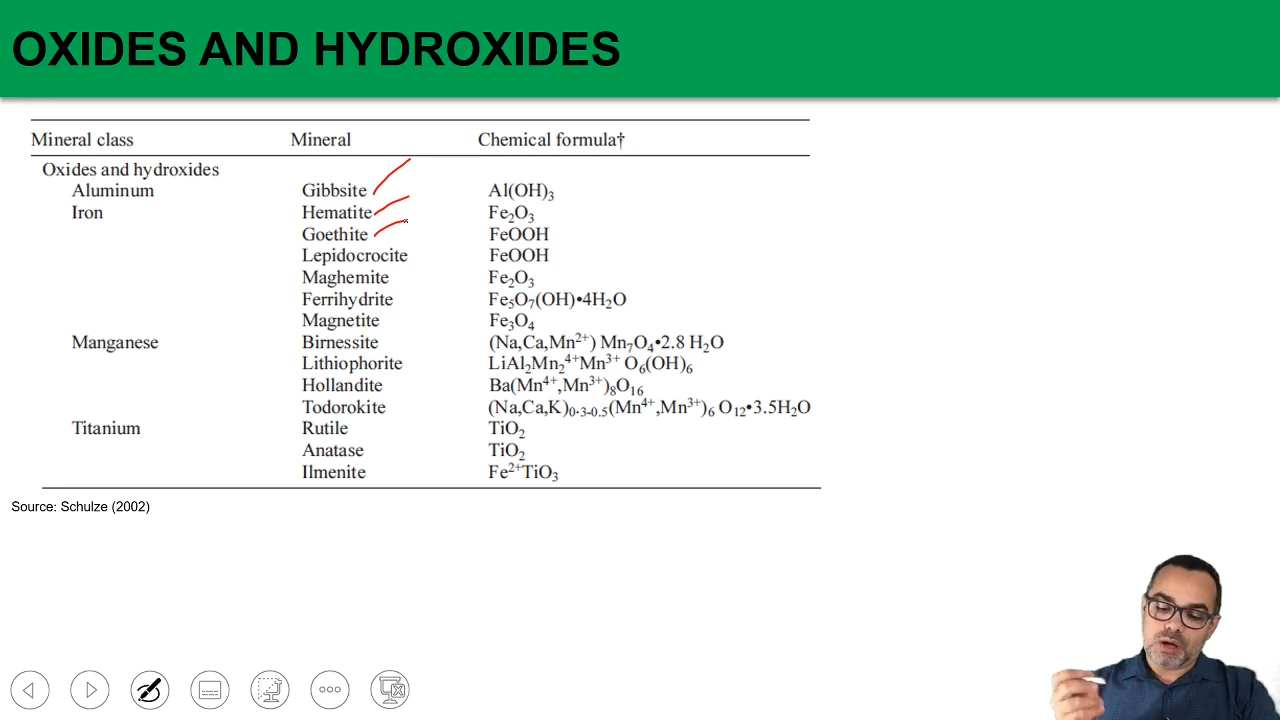 OXIDES AND HYDROXIDES
Mineral class Mineral Chemical formula†
Oxides and hydroxides
Aluminum Gibbsite Al(OH)₃
Iron Hematite Fe₂O₃
Goethite FeOOH
Lepidocrocite FeOOH
Maghemite Fe₂O₃
Ferrihydrite Fe₅O₇(OH)•4H₂O
Magnetite Fe₃O₄
Manganese Birnessite (Na,Ca,Mn²⁺) Mn₇O₄•2.8 H₂O
Lithiophorite LiAl₂Mn₂⁴⁺Mn³⁺ O₆(OH)₆
Hollandite Ba(Mn⁴⁺,Mn³⁺)₈O₁₆
Todorokite (Na,Ca,K)₀.₃₋₀.₅(Mn⁴⁺,Mn³⁺)₆ O₁₂•3.5H₂O
Titanium Rutile TiO₂
Anatase TiO₂
Ilmenite Fe²⁺TiO₃
Source: Schulze (2002)